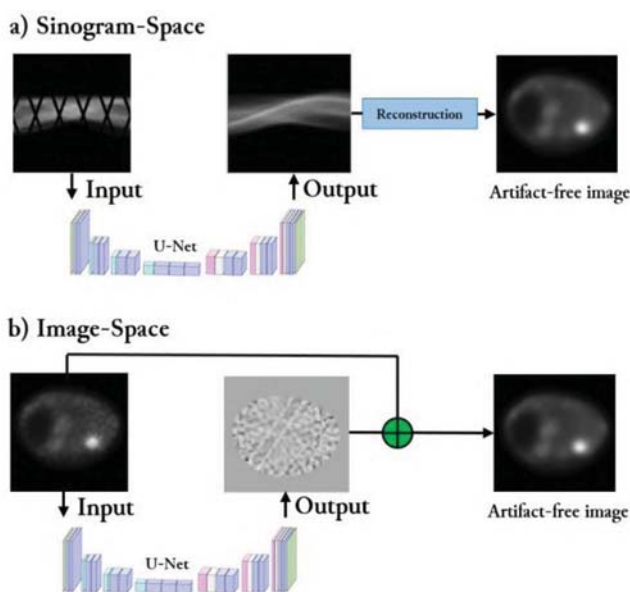 a) Sinogram-Space
Reconstruction
Input
Output
Artifact-free image
U-Net
b) Image-Space
Input
Output
Artifact-free image
U-Net